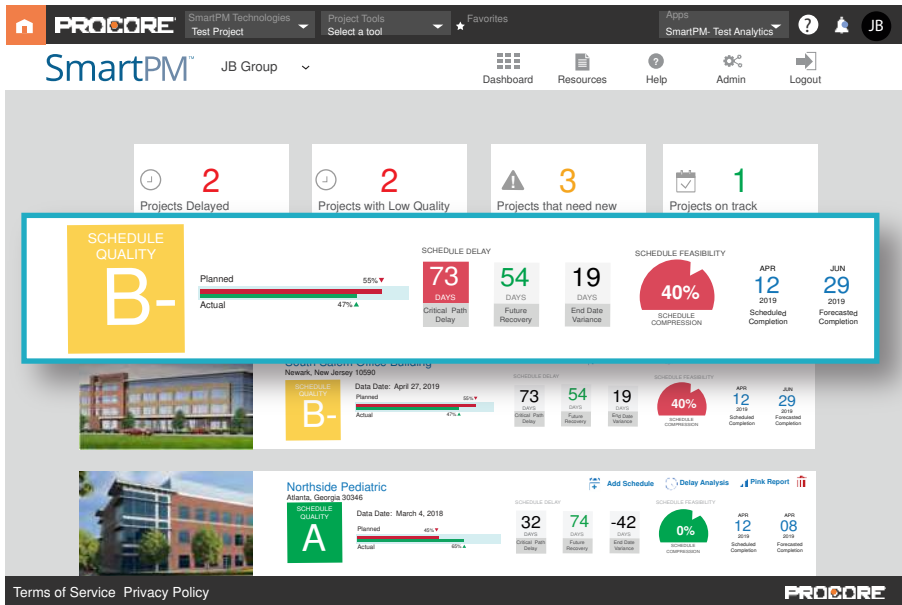 PROCORE
SmartPM Technologies
Test Project
Project Tools
Select a tool
Favorites
Apps
SmartPM- Test Analytics
?
JB
SmartPM™
JB Group
Dashboard
Resources
Help
Admin
Logout
2
Projects Delayed
2
Projects with Low Quality
3
Projects that need new
1
Projects on track
SCHEDULE
QUALITY
B-
Planned
55%
Actual
47%
SCHEDULE DELAY
73
DAYS
Critical Path
Delay
54
DAYS
Future
Recovery
19
DAYS
End Date
Variance
SCHEDULE FEASIBILITY
40%
SCHEDULE
COMPRESSION
APR
12
2019
Scheduled
Completion
JUN
29
2019
Forecasted
Completion
South Salem Office Building
Newark, New Jersey 10590
SCHEDULE
QUALITY
B-
Data Date: April 27, 2019
Planned
55%
Actual
47%
SCHEDULE DELAY
73
DAYS
Critical Path
Delay
54
DAYS
Future
Recovery
19
DAYS
End Date
Variance
SCHEDULE FEASIBILITY
40%
SCHEDULE
COMPRESSION
APR
12
2019
Scheduled
Completion
JUN
29
2019
Forecasted
Completion
Northside Pediatric
Atlanta, Georgia 30346
Add Schedule
Delay Analysis
Pink Report
SCHEDULE
QUALITY
A
Data Date: March 4, 2018
Planned
45%
Actual
65%
SCHEDULE DELAY
32
DAYS
Critical Path
Delay
74
DAYS
Future
Recovery
-42
DAYS
End Date
Variance
SCHEDULE FEASIBILITY
0%
SCHEDULE
COMPRESSION
APR
12
2019
Scheduled
Completion
APR
08
2019
Forecasted
Completion
Terms of Service Privacy Policy
PROCORE